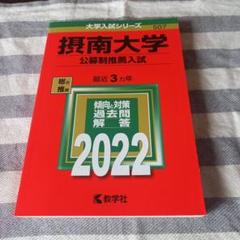 大学入試シリーズ 507
摂南大学
公募制推薦入試
総合
推薦
最近3カ年
傾向と対策
過去問
解答
2022
教学社